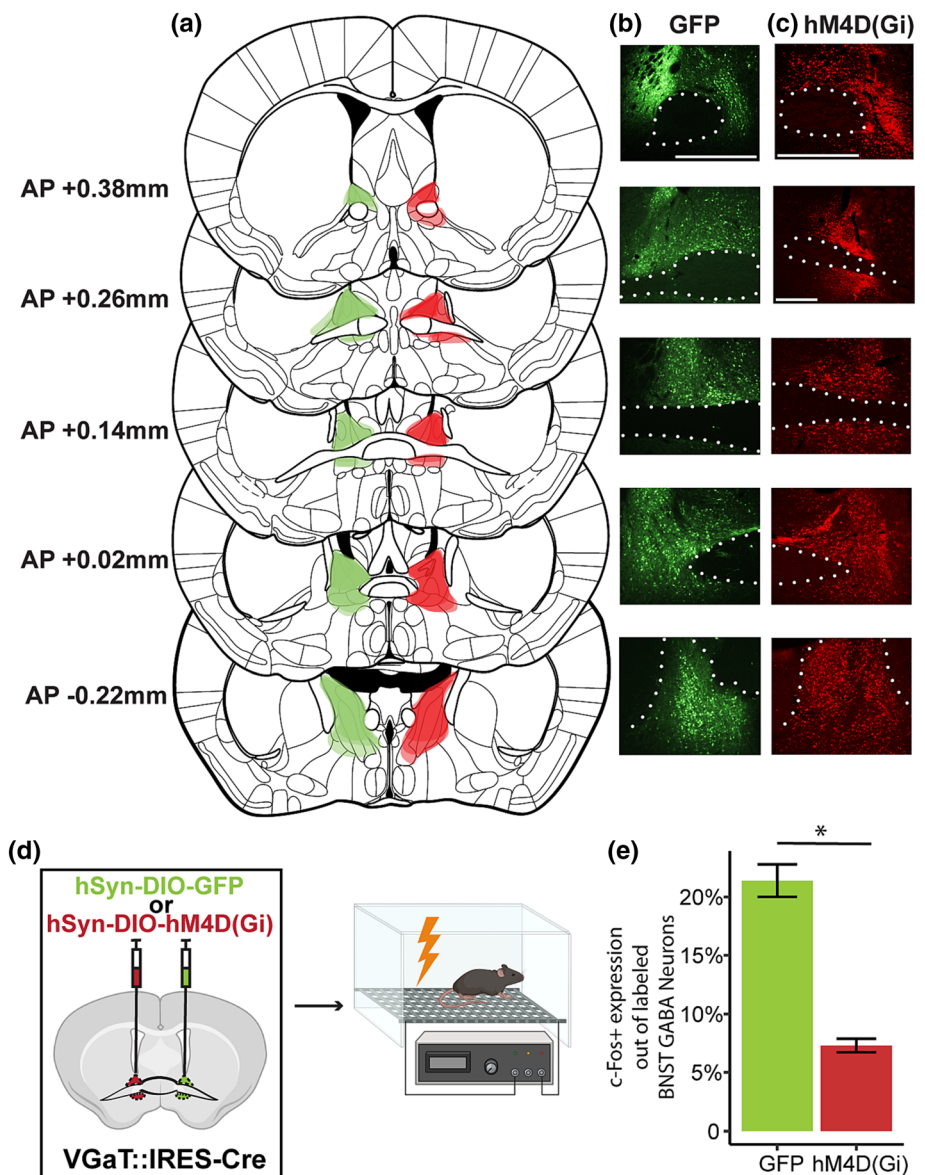 (a)
(b)
GFP
(c) hM4D(Gi)
AP +0.38mm
AP +0.26mm
AP +0.14mm
AP +0.02mm
AP -0.22mm
(d)
hSyn-DIO-GFP
or
hSyn-DIO-hM4D(Gi)
VGaT::IRES-Cre
(e)
*
c-Fos+ expression
out of labeled
BNST GABA Neurons
20%
15%
10%
5%
0
GFP
hM4D(Gi)